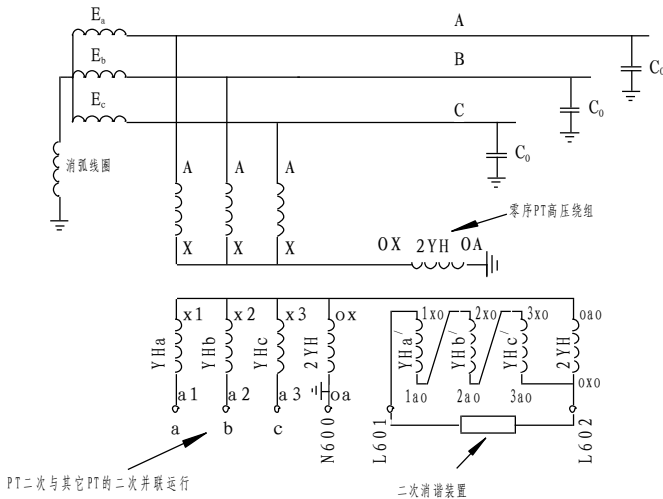 A
Ea
Eb
B
C0
Ec
C
C0
消弧线圈
C0
A A A
零序PT高压绕组
X X X
OX 2YH OA
x1 x2 x3 ox
1xo 2xo 3xo oao
YHa YHb YHc 2YH YHa′ YHb′ YHc′ 2YH
a1 a2 a3 oa
1ao 2ao 3ao oxo
a b c N600 L601 L602
PT二次与其它PT的二次并联运行
二次消谐装置